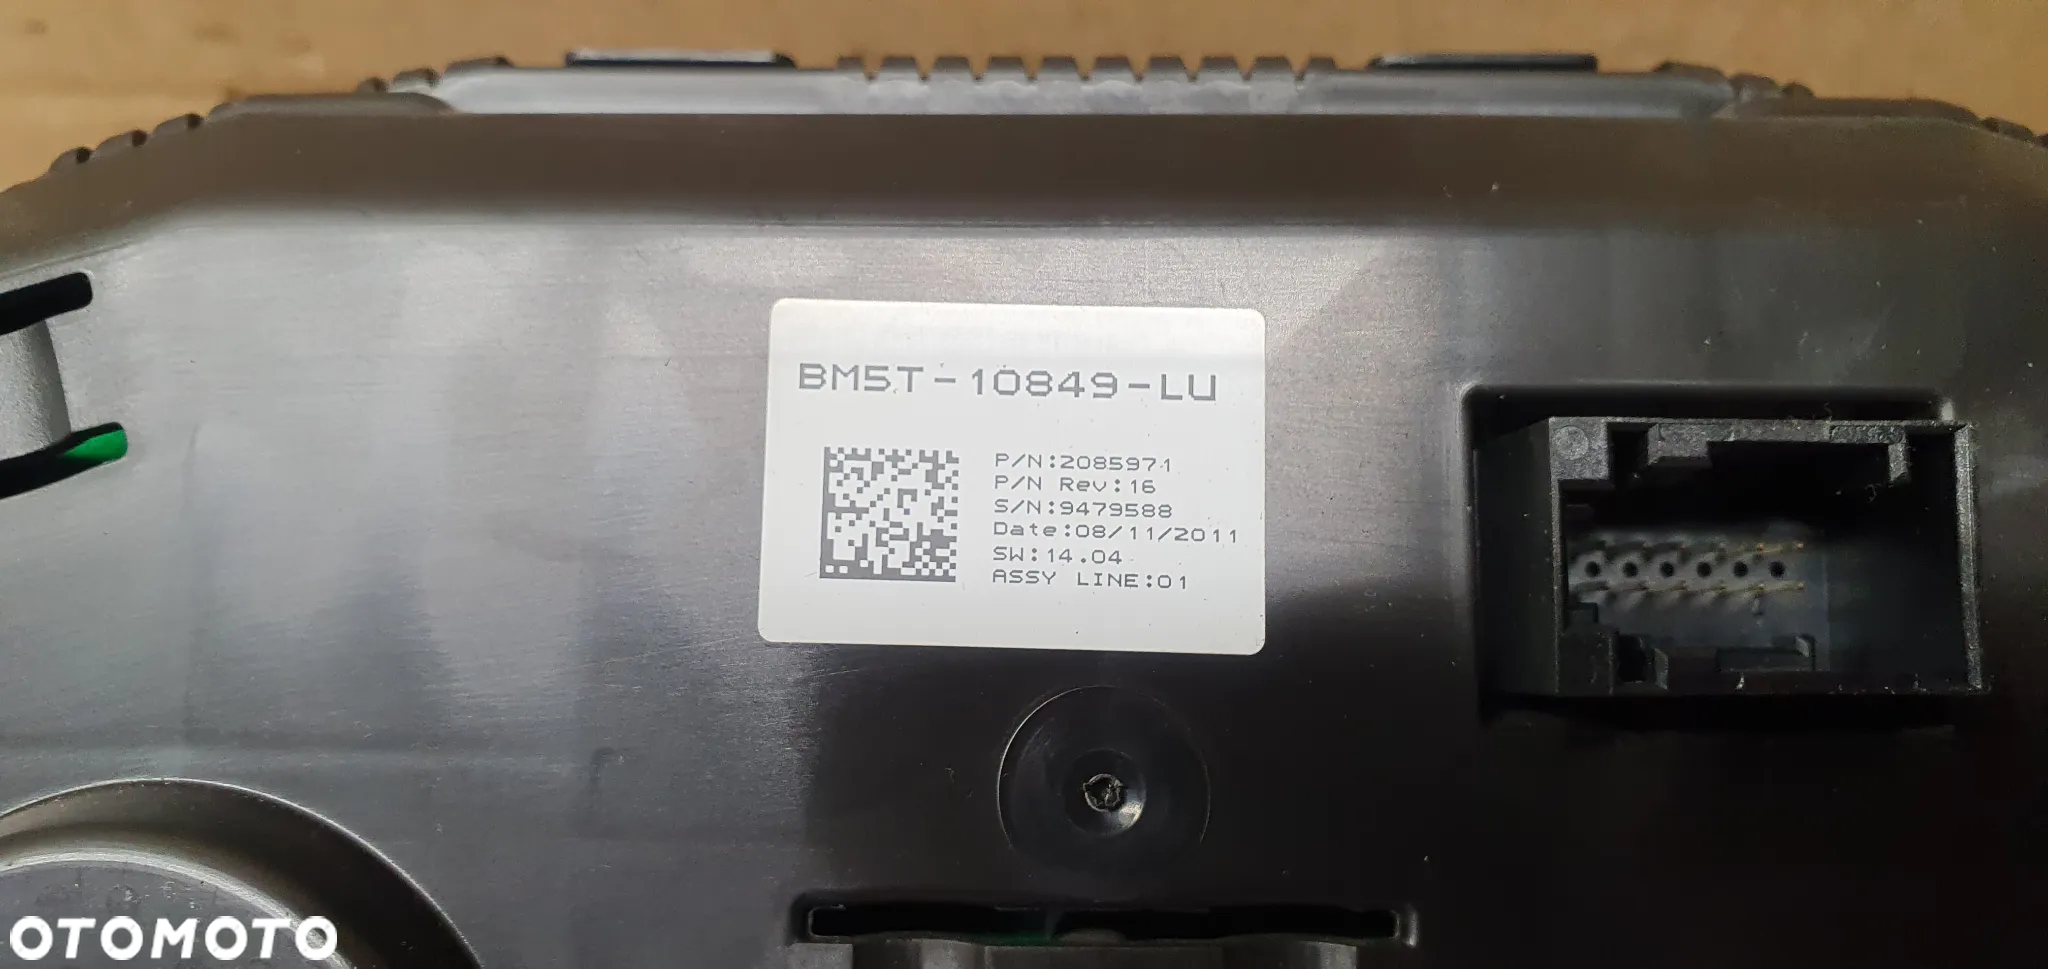 BM5T-10849-LU
P/N:2085971
P/N Rev:16
S/N:9479588
Date:08/11/2011
SW:14.04
ASSY LINE:01
OTOMOTO